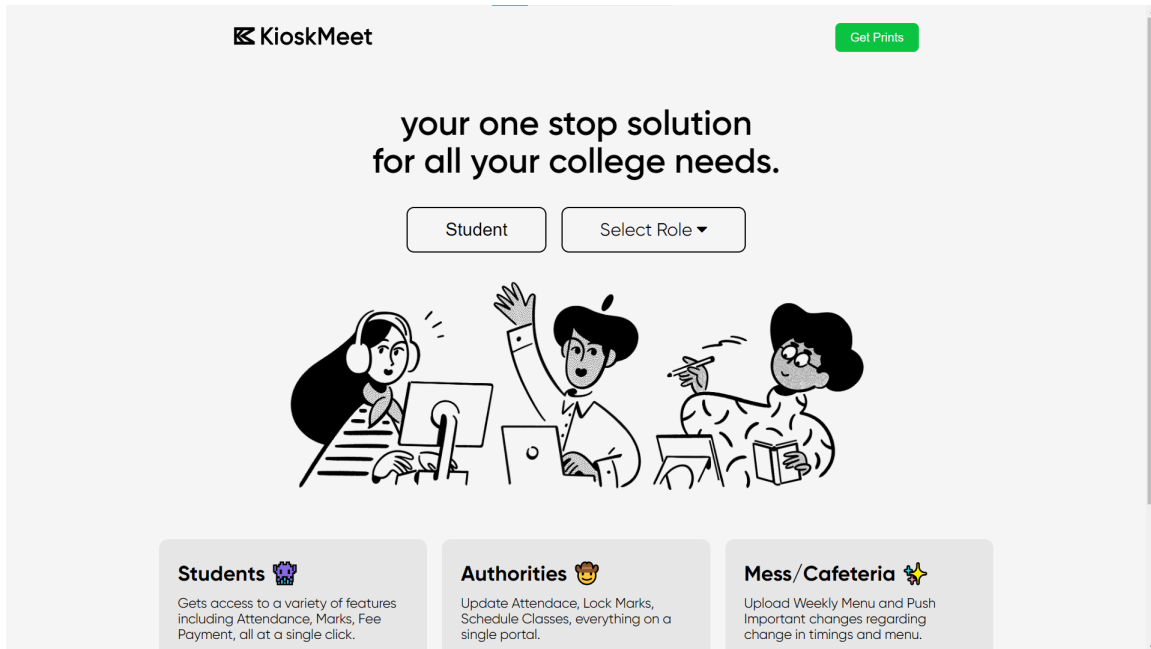 KioskMeet
Get Prints
your one stop solution
for all your college needs.
Student
Select Role
Students
Gets access to a variety of features
including Attendance, Marks, Fee
Payment, all at a single click.
Authorities
Update Attendace, Lock Marks,
Schedule Classes, everything on a
single portal.
Mess/Cafeteria
Upload Weekly Menu and Push
Important changes regarding
change in timings and menu.